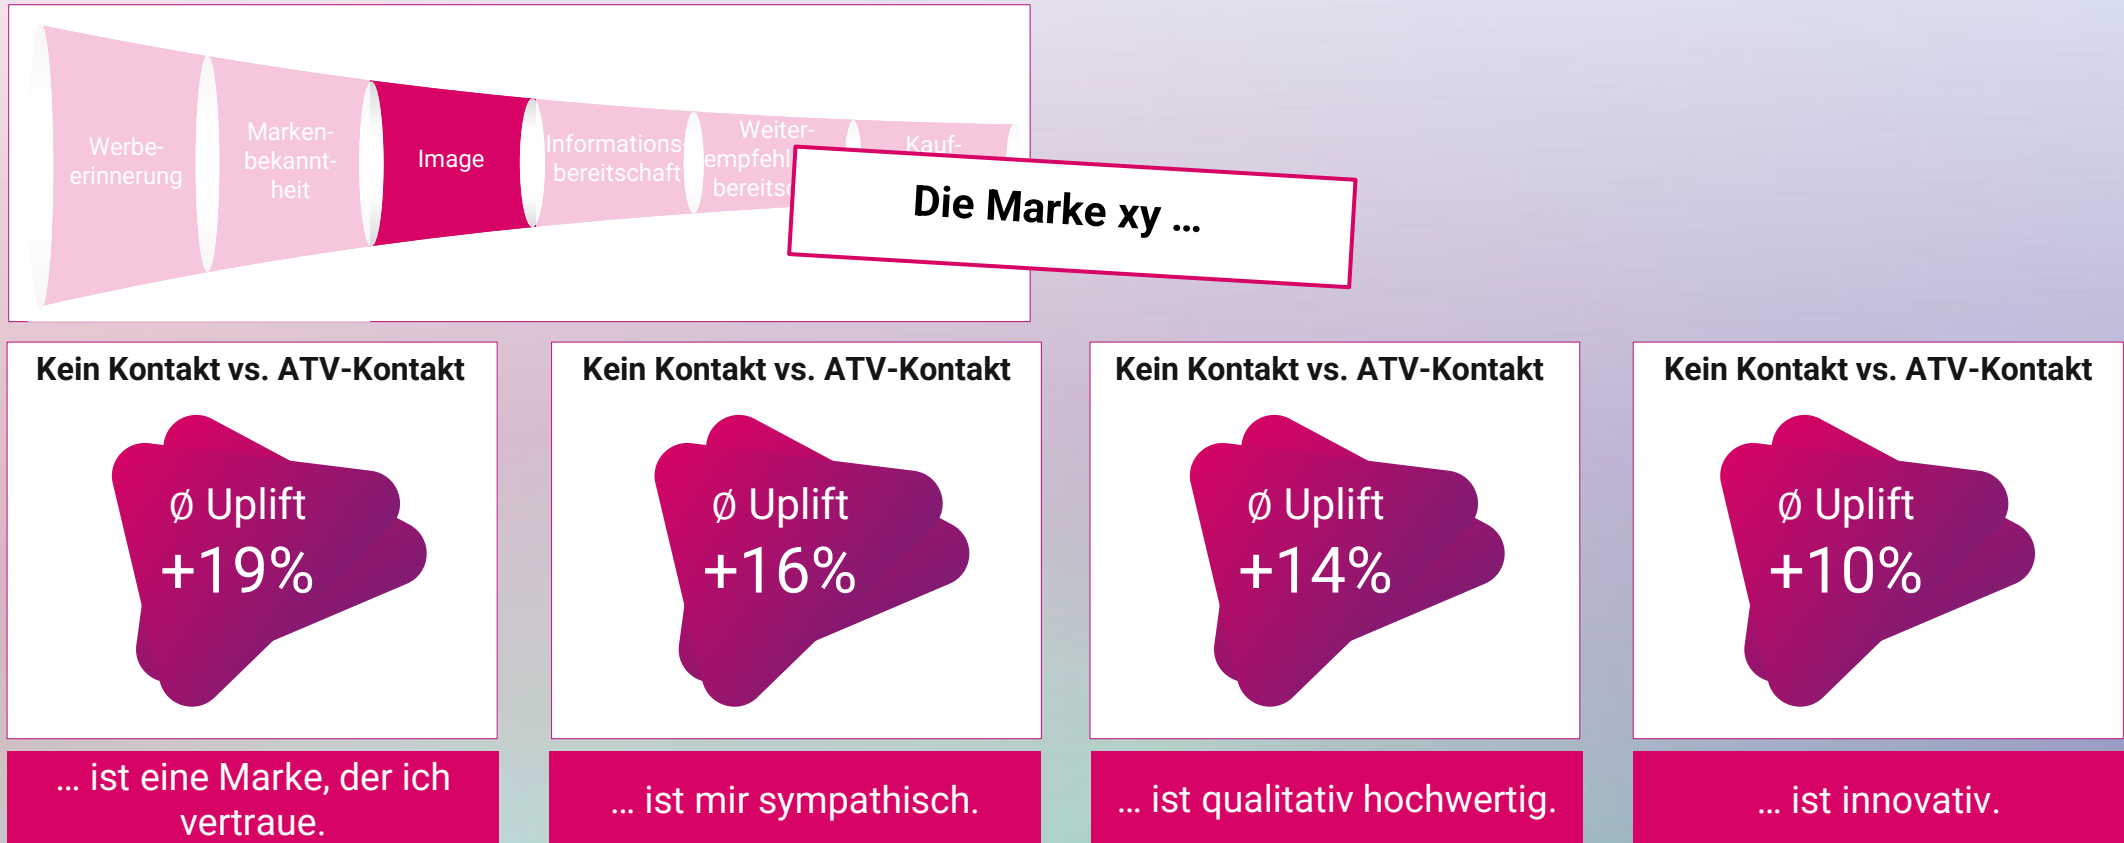 Werbe-
erinnerung
Marken-
bekannt-
heit
Image
Informations-
bereitschaft
Weiter-
Kauf-
Die Marke xy ...
Kein Kontakt vs. ATV-Kontakt
Ø Uplift
+19%
... ist eine Marke, der ich
vertraue.
Kein Kontakt vs. ATV-Kontakt
Ø Uplift
+16%
... ist mir sympathisch.
Kein Kontakt vs. ATV-Kontakt
Ø Uplift
+14%
... ist qualitativ hochwertig.
Kein Kontakt vs. ATV-Kontakt
Ø Uplift
+10%
... ist innovativ.